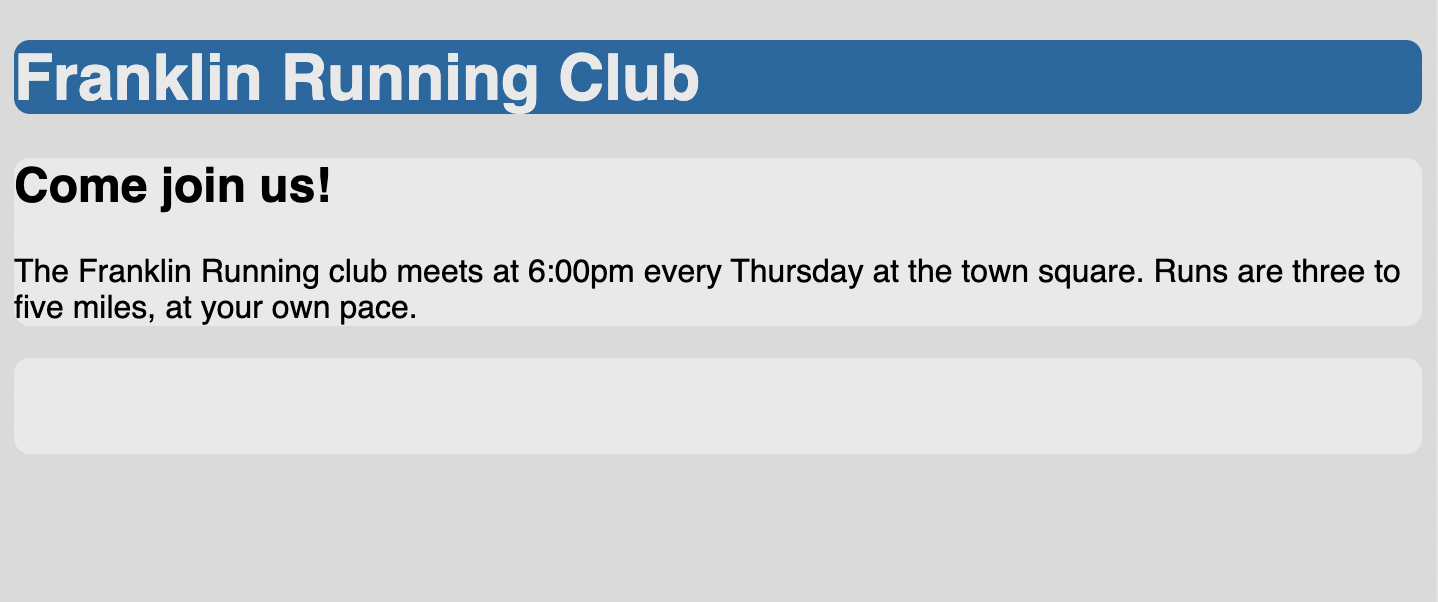 Franklin Running Club
Come join us!
The Franklin Running club meets at 6:00pm every Thursday at the town square. Runs are three to
five miles, at your own pace.